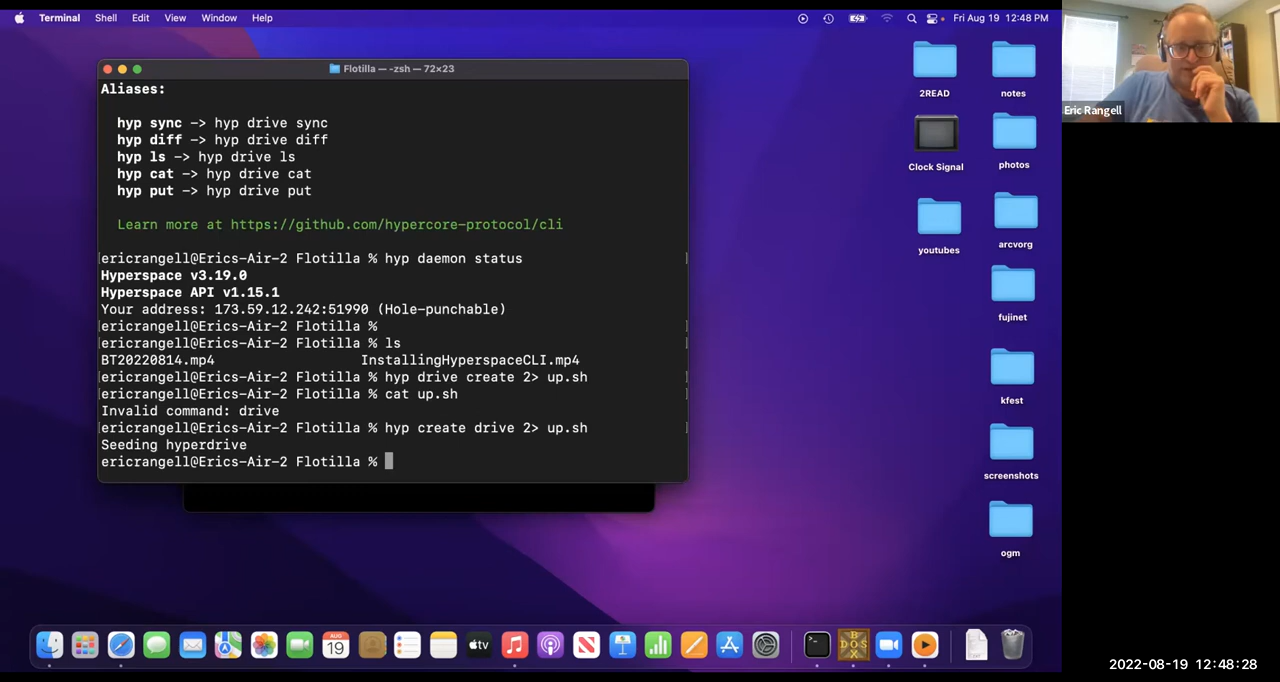 Terminal Shell Edit View Window Help Fri Aug 19 12:48 PM
Flotilla — -zsh — 72×23
Aliases:
hyp sync -> hyp drive sync
hyp diff -> hyp drive diff
hyp ls -> hyp drive ls
hyp cat -> hyp drive cat
hyp put -> hyp drive put
Learn more at https://github.com/hypercore-protocol/cli
ericrangell@Erics-Air-2 Flotilla % hyp daemon status
Hyperspace v3.19.0
Hyperspace API v1.15.1
Your address: 173.59.12.242:51990 (Hole-punchable)
ericrangell@Erics-Air-2 Flotilla %
ericrangell@Erics-Air-2 Flotilla % ls
BT20220814.mp4 InstallingHyperspaceCLI.mp4
ericrangell@Erics-Air-2 Flotilla % hyp drive create 2> up.sh
ericrangell@Erics-Air-2 Flotilla % cat up.sh
Invalid command: drive
ericrangell@Erics-Air-2 Flotilla % hyp create drive 2> up.sh
Seeding hyperdrive
ericrangell@Erics-Air-2 Flotilla %
2READ
notes
Clock Signal
photos
youtubes
arcvorg
fujinet
kfest
screenshots
ogm
Eric Rangell
AUG
19
tv
BOXER
DOS
2022-08-19 12:48:28